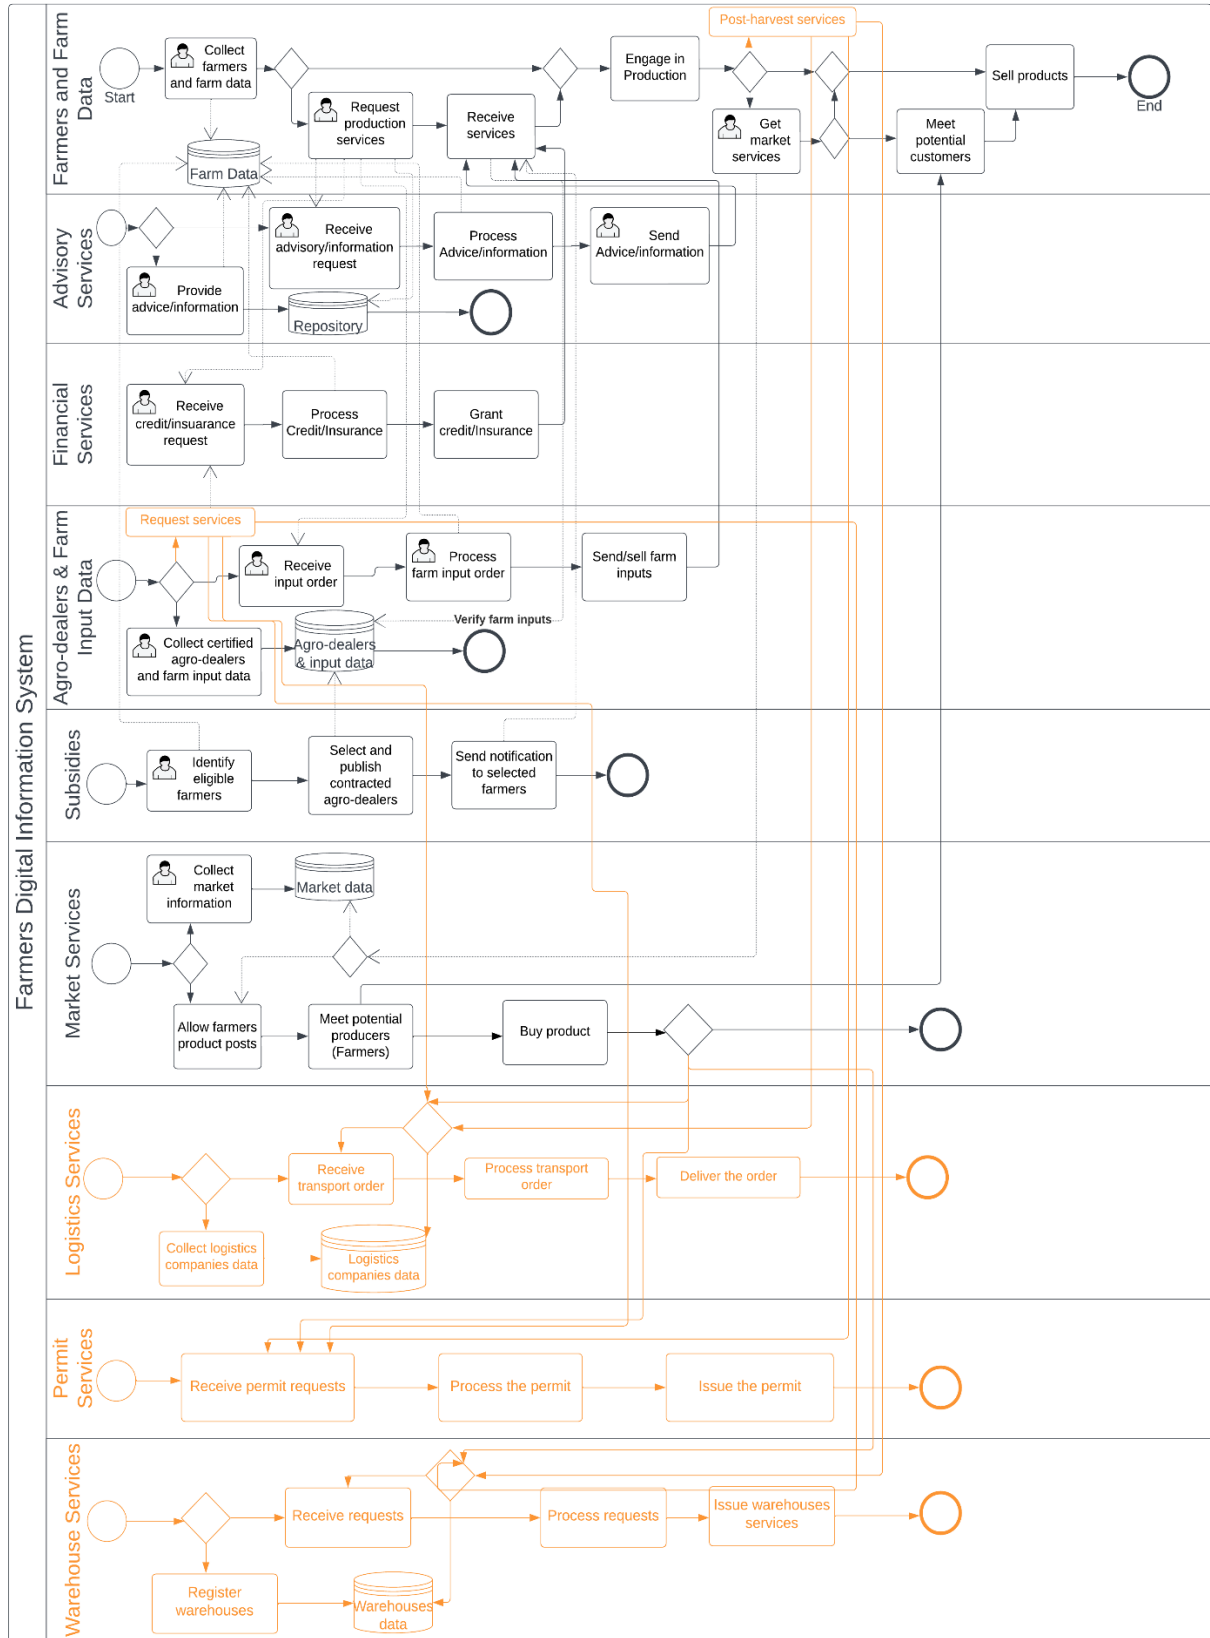 Farmers Digital Information System
Farmers and Farm
Data
Start
Collect
farmers
and farm data
Request
production
services
Receive
services
Engage in
Production
Post-harvest services
Get
market
services
Meet
potential
customers
Sell products
End
Farm Data
Advisory
Services
Receive
advisory/information
request
Process
Advice/information
Send
Advice/information
Provide
advice/information
Repository
Financial
Services
Receive
credit/insuarance
request
Process
Credit/Insurance
Grant
credit/Insurance
Agro-dealers & Farm
Input Data
Request services
Receive
input order
Process
farm input order
Send/sell farm
inputs
Verify farm inputs
Collect certified
agro-dealers
and farm input data
Agro-dealers
& input data
Subsidies
Identify
eligible
farmers
Select and
publish
contracted
agro-dealers
Send notification
to selected
farmers
Market Services
Collect
market
information
Market data
Allow farmers
product posts
Meet potential
producers
(Farmers)
Buy product
Logistics Services
Receive
transport order
Process transport
order
Deliver the order
Collect logistics
companies data
Logistics
companies data
Permit
Services
Receive permit requests
Process the permit
Issue the permit
Warehouse Services
Receive requests
Process requests
Issue warehouses
services
Register
warehouses
Warehouses
data